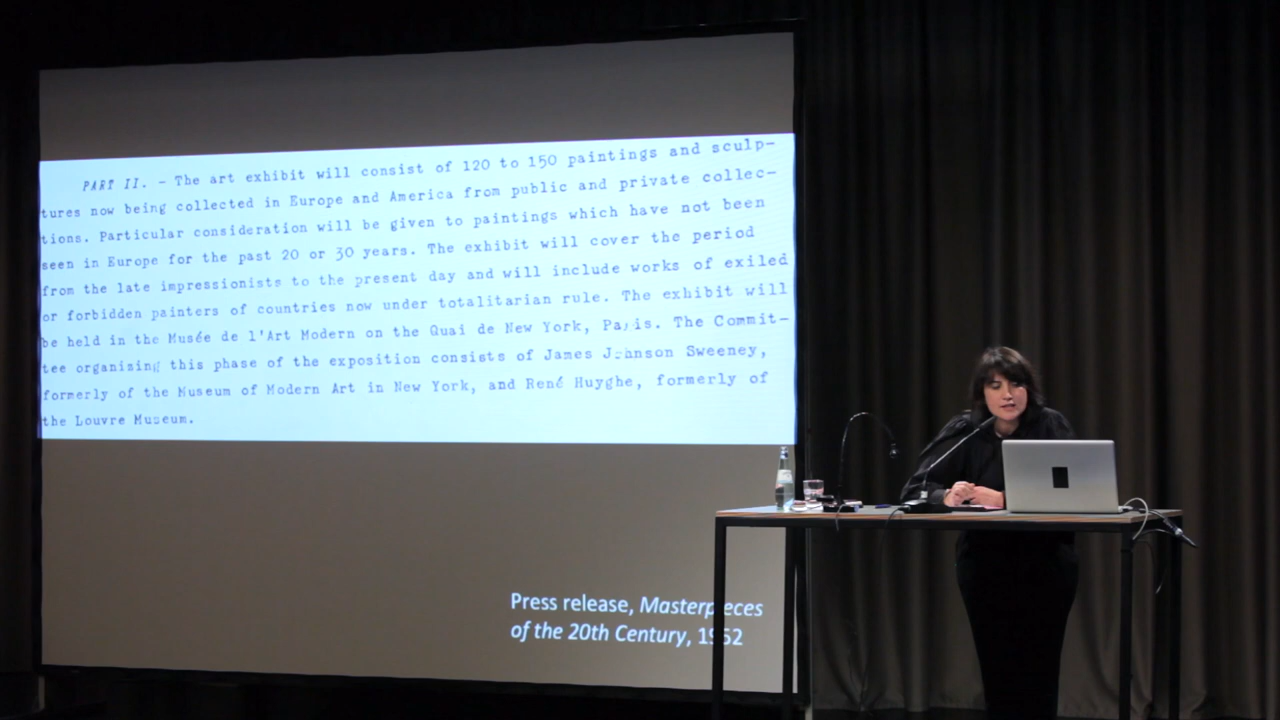 PART II. – The art exhibit will consist of 120 to 150 paintings and sculp-
tures now being collected in Europe and America from public and private collec-
tions. Particular consideration will be given to paintings which have not been
seen in Europe for the past 20 or 30 years. The exhibit will cover the period
from the late impressionists to the present day and will include works of exiled
or forbidden painters of countries now under totalitarian rule. The exhibit will
be held in the Musée de l'Art Modern on the Quai de New York, Paris. The Commit-
tee organizing this phase of the exposition consists of James Johnson Sweeney,
formerly of the Museum of Modern Art in New York, and René Huyghe, formerly of
the Louvre Museum.
Press release, Masterpieces
of the 20th Century, 1952